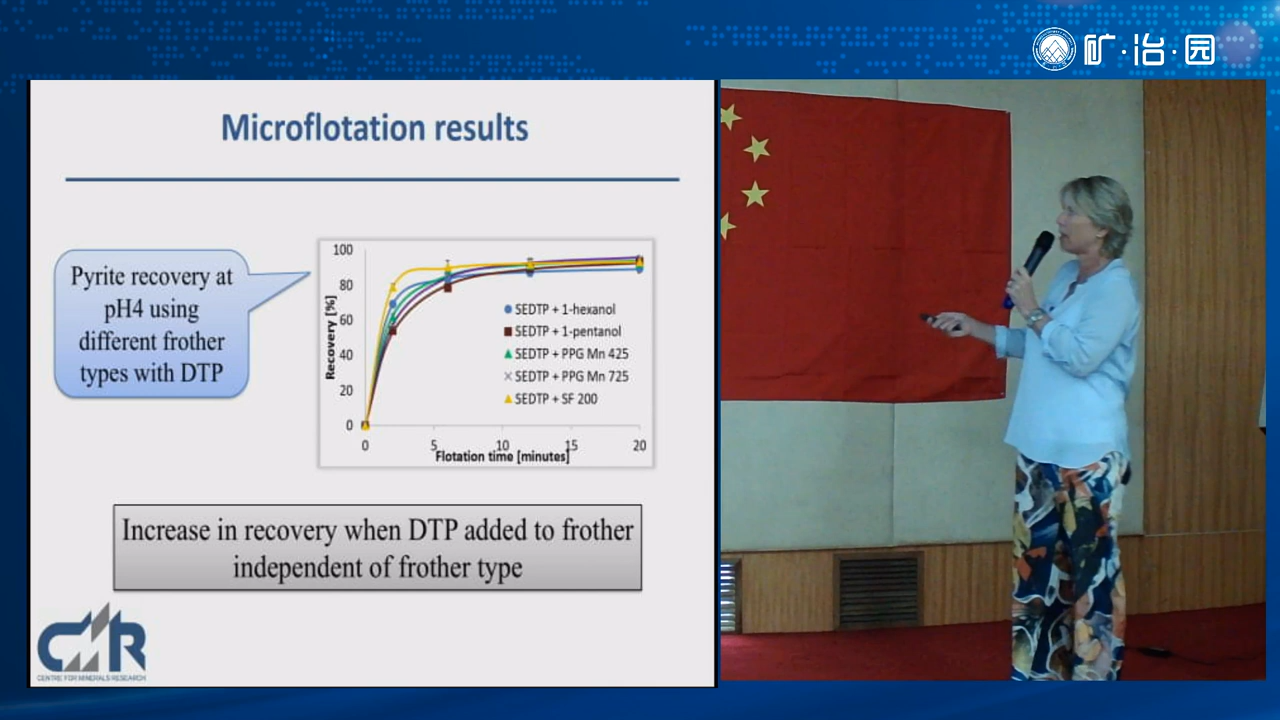 矿·冶·园
Microflotation results
Pyrite recovery at
pH4 using
different frother
types with DTP
100
80
60
40
20
0
Recovery [%]
SEDTP + 1-hexanol
SEDTP + 1-pentanol
SEDTP + PPG Mn 425
SEDTP + PPG Mn 725
SEDTP + SF 200
0 5 10 15 20
Flotation time [minutes]
Increase in recovery when DTP added to frother
independent of frother type
CMR
CENTRE FOR MINERALS RESEARCH